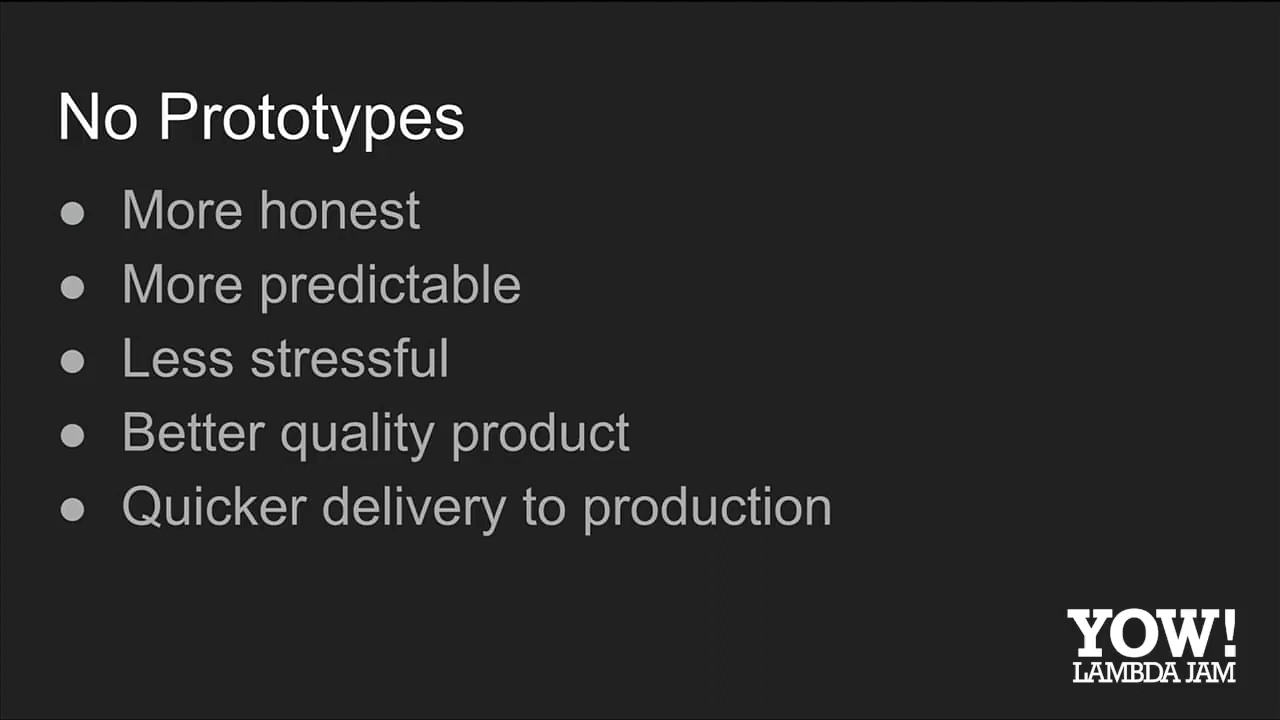 No Prototypes
● More honest
● More predictable
● Less stressful
● Better quality product
● Quicker delivery to production
YOW!
LAMBDA JAM